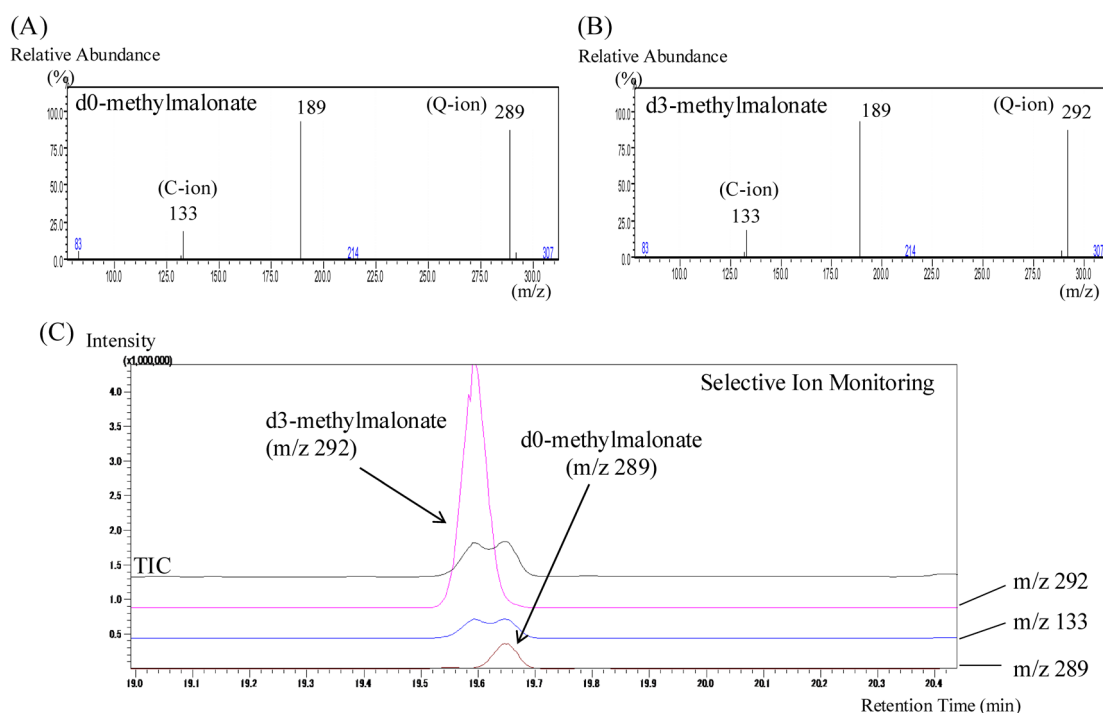 (A)
Relative Abundance
(%)
d0-methylmalonate
189
(Q-ion)
289
(C-ion)
133
100.0
75.0
50.0
25.0
0.0
83
214
307
100.0 125.0 150.0 175.0 200.0 225.0 250.0 275.0 300.0
(m/z)
(B)
Relative Abundance
(%)
d3-methylmalonate
189
(Q-ion)
292
(C-ion)
133
100.0
75.0
50.0
25.0
0.0
83
214
307
100.0 125.0 150.0 175.0 200.0 225.0 250.0 275.0 300.0
(m/z)
(C)
Intensity
(x1,000,000)
Selective Ion Monitoring
d3-methylmalonate
(m/z 292)
d0-methylmalonate
(m/z 289)
4.0
3.5
3.0
2.5
2.0
1.5
1.0
0.5
TIC
m/z 292
m/z 133
m/z 289
19.0 19.1 19.2 19.3 19.4 19.5 19.6 19.7 19.8 19.9 20.0 20.1 20.2 20.3 20.4
Retention Time (min)